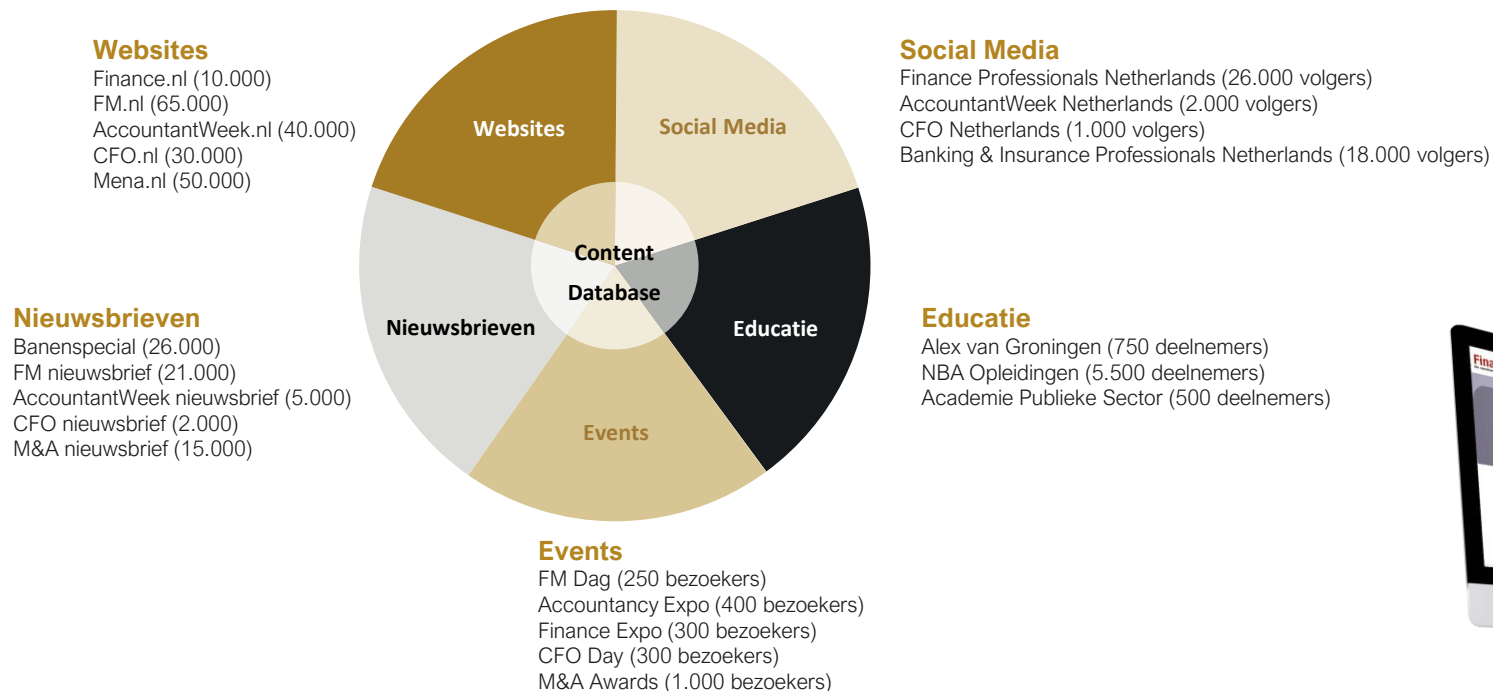 Websites
Finance.nl (10.000)
FM.nl (65.000)
AccountantWeek.nl (40.000)
CFO.nl (30.000)
Mena.nl (50.000)
Social Media
Finance Professionals Netherlands (26.000 volgers)
AccountantWeek Netherlands (2.000 volgers)
CFO Netherlands (1.000 volgers)
Banking & Insurance Professionals Netherlands (18.000 volgers)
Websites
Social Media
Content
Database
Nieuwsbrieven
Educatie
Events
Nieuwsbrieven
Banenspecial (26.000)
FM nieuwsbrief (21.000)
AccountantWeek nieuwsbrief (5.000)
CFO nieuwsbrief (2.000)
M&A nieuwsbrief (15.000)
Educatie
Alex van Groningen (750 deelnemers)
NBA Opleidingen (5.500 deelnemers)
Academie Publieke Sector (500 deelnemers)
Events
FM Dag (250 bezoekers)
Accountancy Expo (400 bezoekers)
Finance Expo (300 bezoekers)
CFO Day (300 bezoekers)
M&A Awards (1.000 bezoekers)